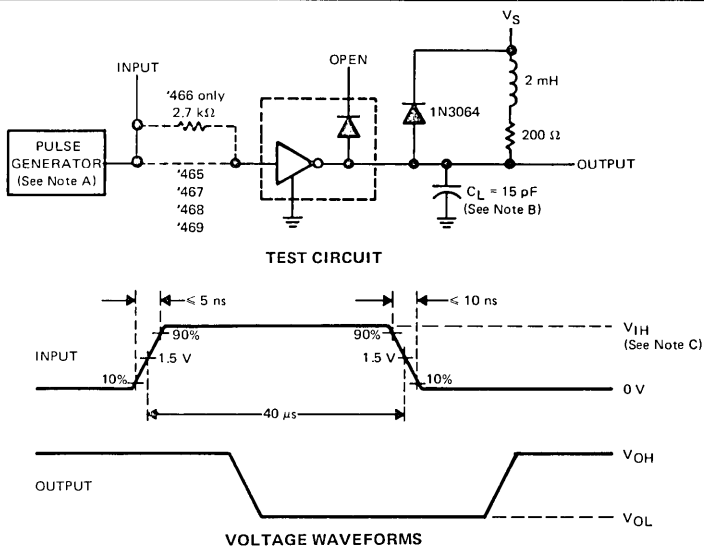 VS
INPUT
OPEN
'466 only
2.7 kΩ
2 mH
1N3064
200 Ω
PULSE
GENERATOR
(See Note A)
'465
'467
'468
'469
OUTPUT
CL = 15 pF
(See Note B)
TEST CIRCUIT
≤ 5 ns
≤ 10 ns
90%
90%
VIH
(See Note C)
INPUT
1.5 V
1.5 V
10%
10%
0 V
40 μs
VOH
OUTPUT
VOL
VOLTAGE WAVEFORMS